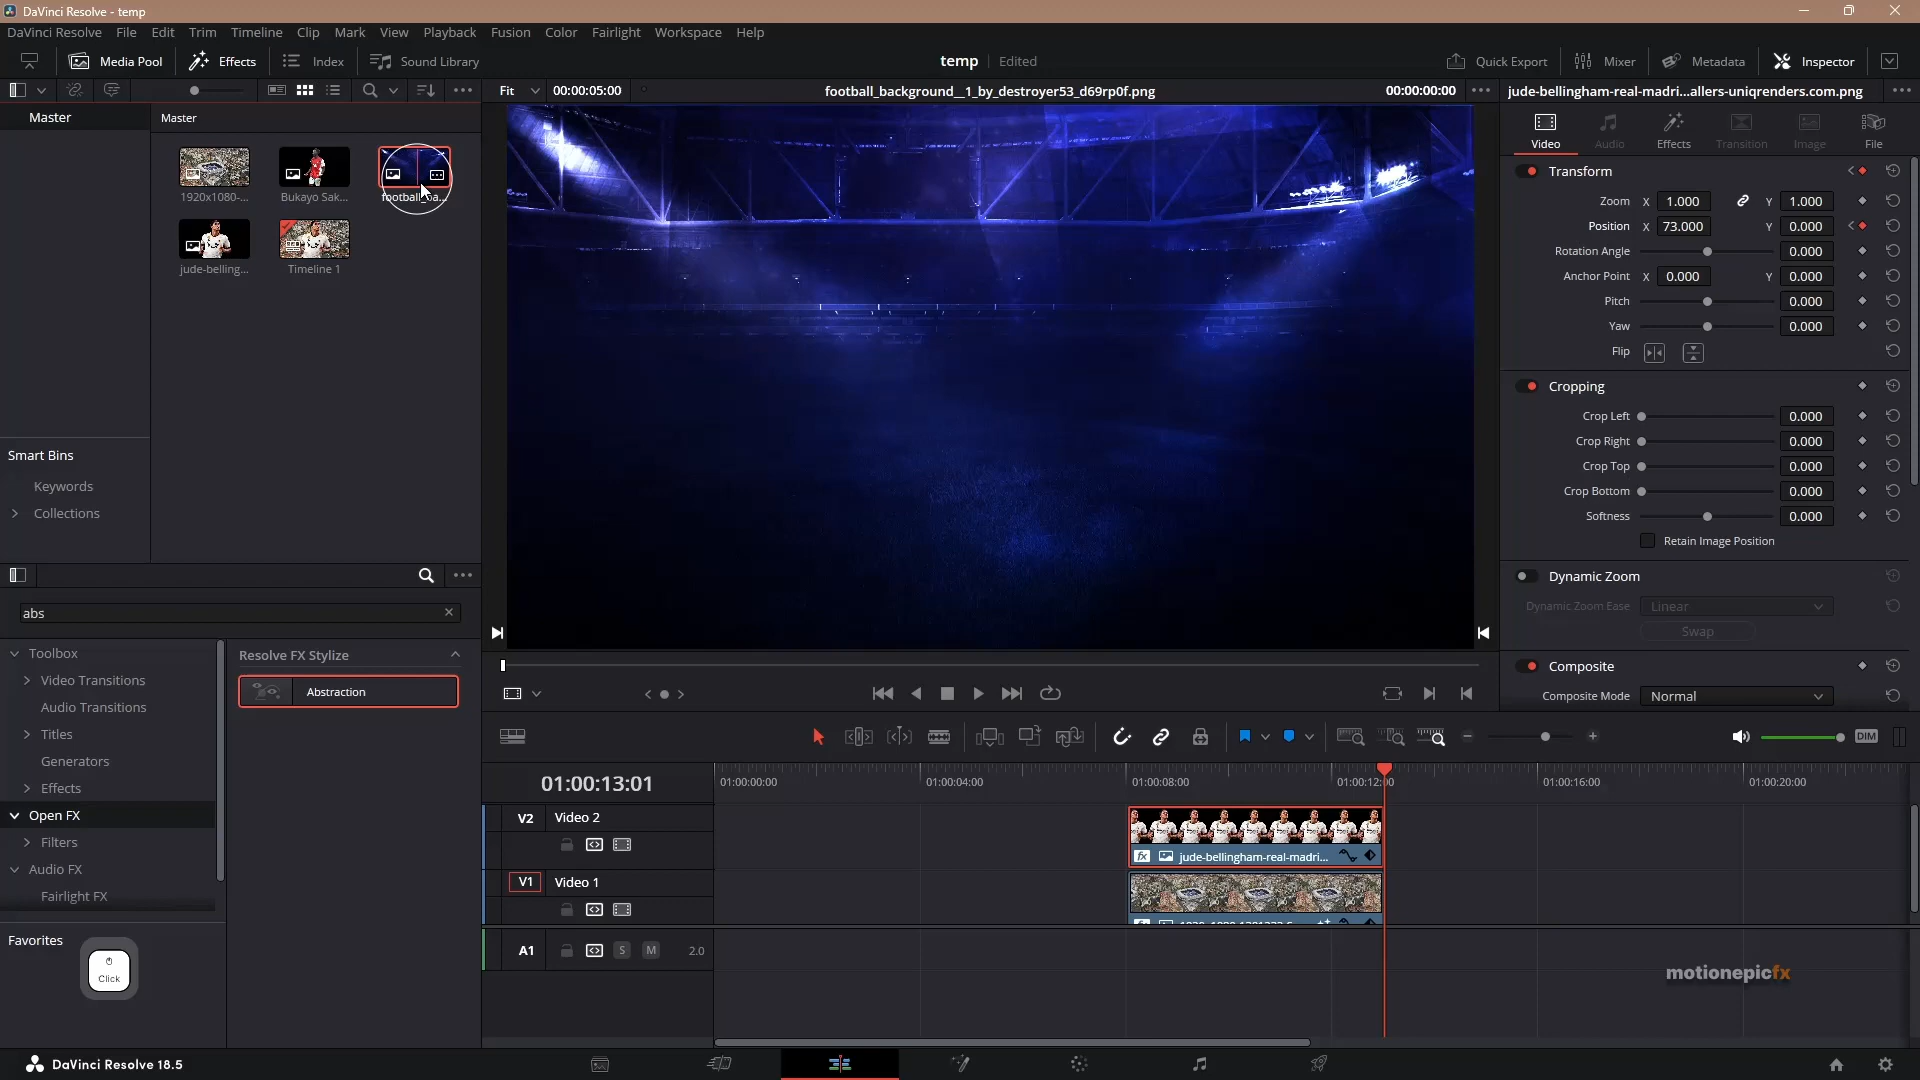 DaVinci Resolve - temp
DaVinci Resolve File Edit Trim Timeline Clip Mark View Playback Fusion Color Fairlight Workspace Help
Media Pool Effects Index Sound Library temp Edited Quick Export Mixer Metadata Inspector
Fit 00:00:05:00 football_background__1_by_destroyer53_d69rp0f.png 00:00:00:00 jude-bellingham-real-madri...allers-uniqrenders.com.png
Master Master
Video Audio Effects Transition Image File
1920x1080-... Bukayo Sak... football_ba...
jude-belling... Timeline 1
Transform
Zoom X 1.000 Y 1.000
Position X 73.000 Y 0.000
Rotation Angle 0.000
Anchor Point X 0.000 Y 0.000
Pitch 0.000
Yaw 0.000
Flip
Cropping
Crop Left 0.000
Crop Right 0.000
Crop Top 0.000
Crop Bottom 0.000
Softness 0.000
Retain Image Position
Dynamic Zoom
Dynamic Zoom Ease Linear
Swap
Composite
Composite Mode Normal
Smart Bins
Keywords
Collections
abs
Toolbox
Video Transitions
Audio Transitions
Titles
Generators
Effects
Open FX
Filters
Audio FX
Fairlight FX
Favorites
Click
Resolve FX Stylize
Abstraction
DIM
01:00:13:01 01:00:00:00 01:00:04:00 01:00:08:00 01:00:12:00 01:00:16:00 01:00:20:00
V2 Video 2
fx jude-bellingham-real-madri...
V1 Video 1
A1 S M 2.0
motionepicfx
DaVinci Resolve 18.5